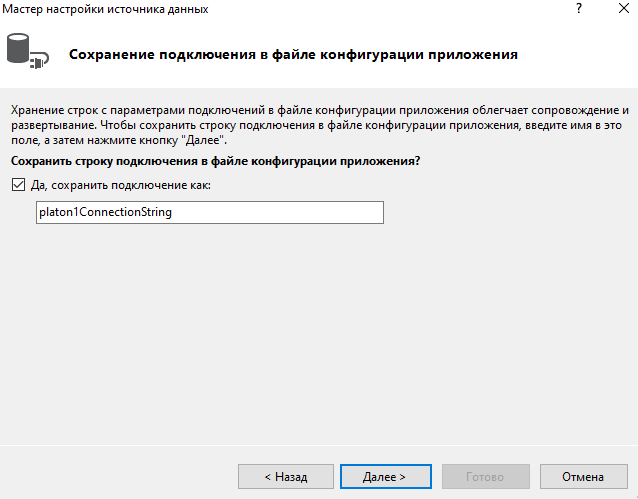 Мастер настройки источника данных
?
Сохранение подключения в файле конфигурации приложения
Хранение строк с параметрами подключений в файле конфигурации приложения облегчает сопровождение и
развертывание. Чтобы сохранить строку подключения в файле конфигурации приложения, введите имя в это
поле, а затем нажмите кнопку "Далее".
Сохранить строку подключения в файле конфигурации приложения?
Да, сохранить подключение как:
platon1ConnectionString
< Назад
Далее >
Готово
Отмена